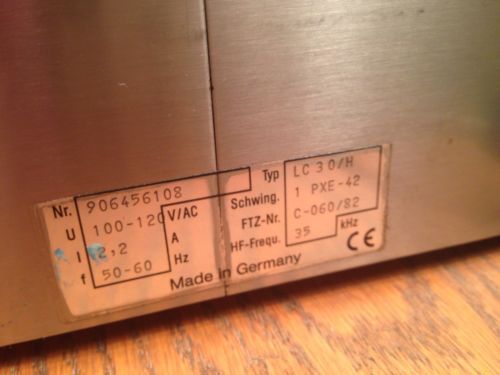 Nr. 906456108
U 100-120 V/AC
I 2,2 A
f 50-60 Hz
Typ LC 30/H
Schwing. 1 PXE-42
FTZ-Nr. C-060/82
HF-Frequ. 35 kHz
Made in Germany CE